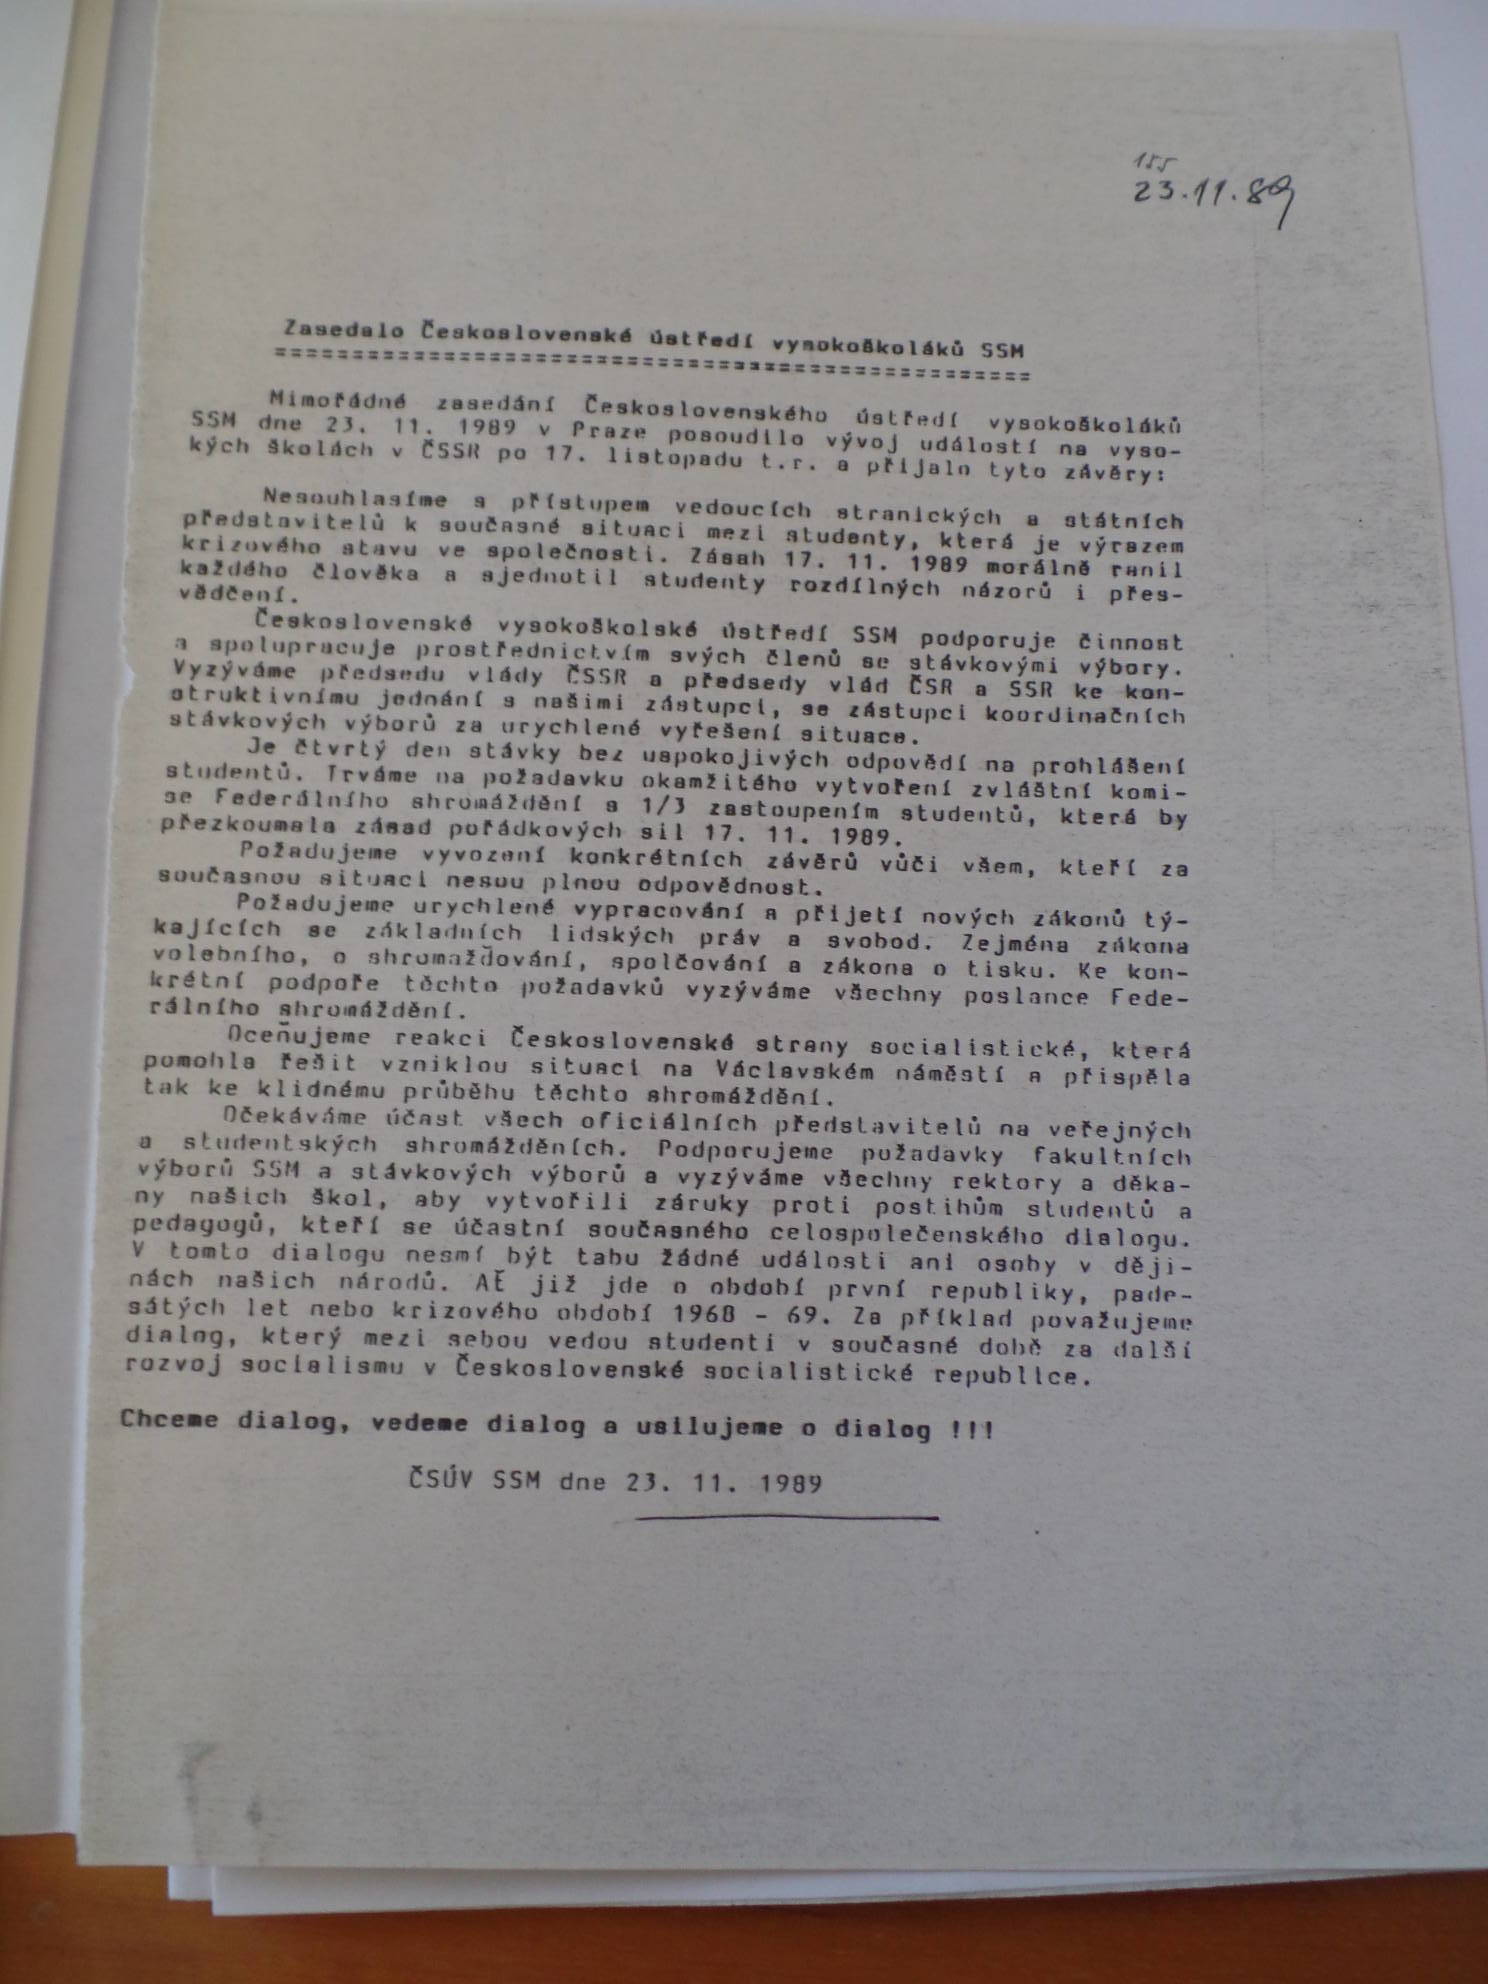 155
23.11.89
Zasedalo Československé ústředí vysokoškoláků SSM
=================================================
Mimořádné zasedání Československého ústředí vysokoškoláků
SSM dne 23. 11. 1989 v Praze posoudilo vývoj událostí na vyso-
kých školách v ČSSR po 17. listopadu t.r. a přijalo tyto závěry:
Nesouhlasíme s přístupem vedoucích stranických a státních
představitelů k současné situaci mezi studenty, která je výrazem
krizového stavu ve společnosti. Zásah 17. 11. 1989 morálně ranil
každého člověka a sjednotil studenty rozdílných názorů i přes-
vědčení.
Československé vysokoškolské ústředí SSM podporuje činnost
a spolupracuje prostřednictvím svých členů se stávkovými výbory.
Vyzýváme předsedu vlády ČSSR a předsedy vlád ČSR a SSR ke kon-
struktivnímu jednání s našimi zástupci, se zástupci koordinačních
stávkových výborů za urychlené vyřešení situace.
Je čtvrtý den stávky bez uspokojivých odpovědí na prohlášení
studentů. Trváme na požadavku okamžitého vytvoření zvláštní komi-
se Federálního shromáždění s 1/3 zastoupením studentů, která by
přezkoumala zásad pořádkových sil 17. 11. 1989.
Požadujeme vyvození konkrétních závěrů vůči všem, kteří za
současnou situaci nesou plnou odpovědnost.
Požadujeme urychlené vypracování a přijetí nových zákonů tý-
kajících se základních lidských práv a svobod. Zejména zákona
volebního, o shromažďování, spolčování a zákona o tisku. Ke kon-
krétní podpoře těchto požadavků vyzýváme všechny poslance Fede-
rálního shromáždění.
Oceňujeme reakci Československé strany socialistické, která
pomohla řešit vzniklou situaci na Václavském náměstí a přispěla
tak ke klidnému průběhu těchto shromáždění.
Očekáváme účast všech oficiálních představitelů na veřejných
a studentských shromážděních. Podporujeme požadavky fakultních
výborů SSM a stávkových výborů a vyzýváme všechny rektory a děka-
ny našich škol, aby vytvořili záruky proti postihům studentů a
pedagogů, kteří se účastní současného celospolečenského dialogu.
V tomto dialogu nesmí být tabu žádné události ani osoby v ději-
nách našich národů. Ať již jde o období první republiky, pade-
sátých let nebo krizového období 1968 - 69. Za příklad považujeme
dialog, který mezi sebou vedou studenti v současné době za další
rozvoj socialismu v Československé socialistické republice.
Chceme dialog, vedeme dialog a usilujeme o dialog !!!
ČSÚV SSM dne 23. 11. 1989